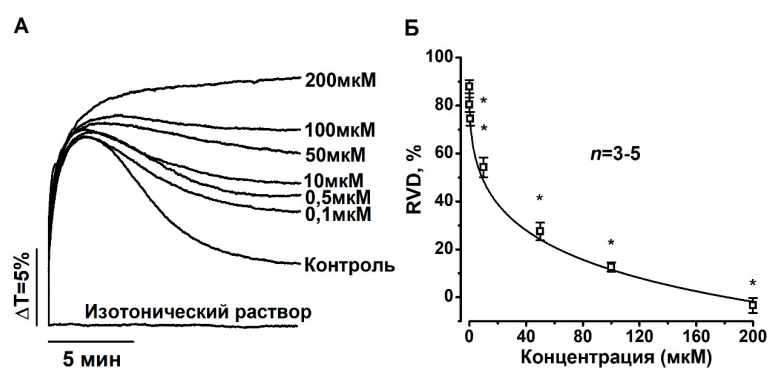 А
200мкМ
100мкМ
50мкМ
10мкМ
0,5мкМ
0,1мкМ
Контроль
Изотонический раствор
ΔT=5%
5 мин
Б
100
80
60
40
20
0
RVD, %
n=3-5
*
*
*
*
*
0
40
80
120
160
200
Концентрация (мкМ)